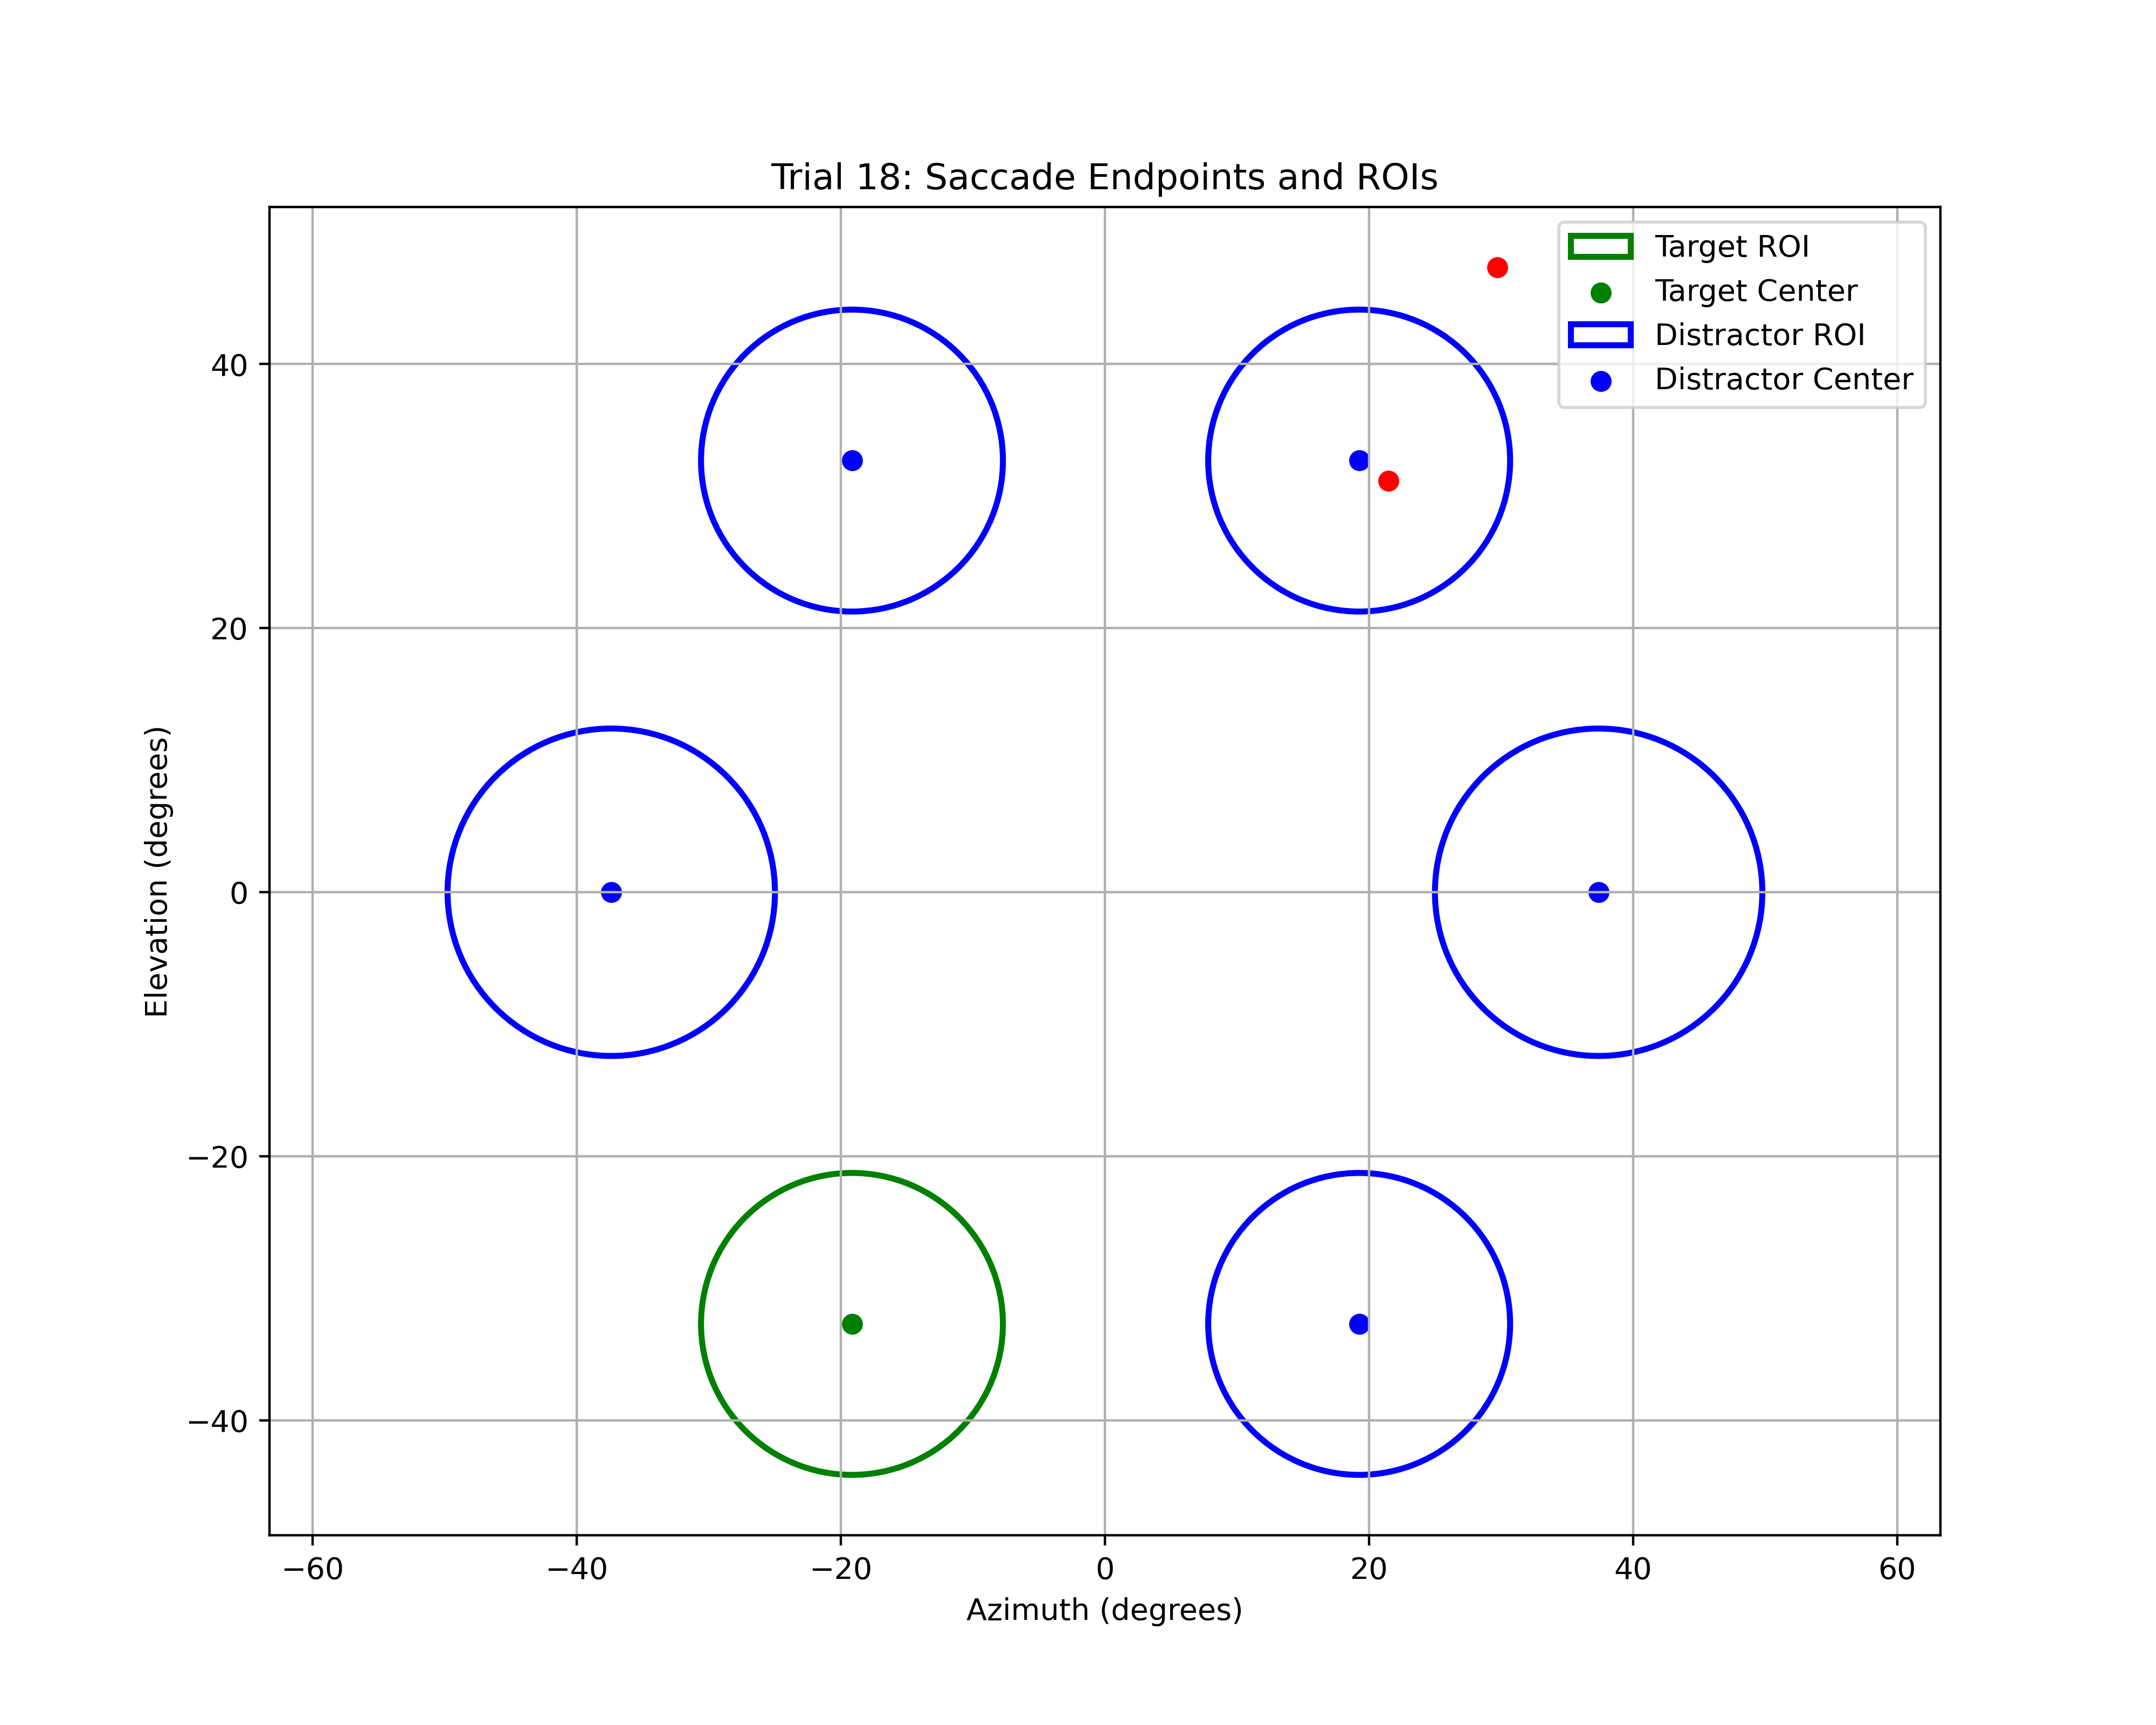 Trial 18: Saccade Endpoints and ROIs
Target ROI
Target Center
Distractor ROI
Distractor Center
40
20
0
−20
−40
Elevation (degrees)
−60 −40 −20 0 20 40 60
Azimuth (degrees)